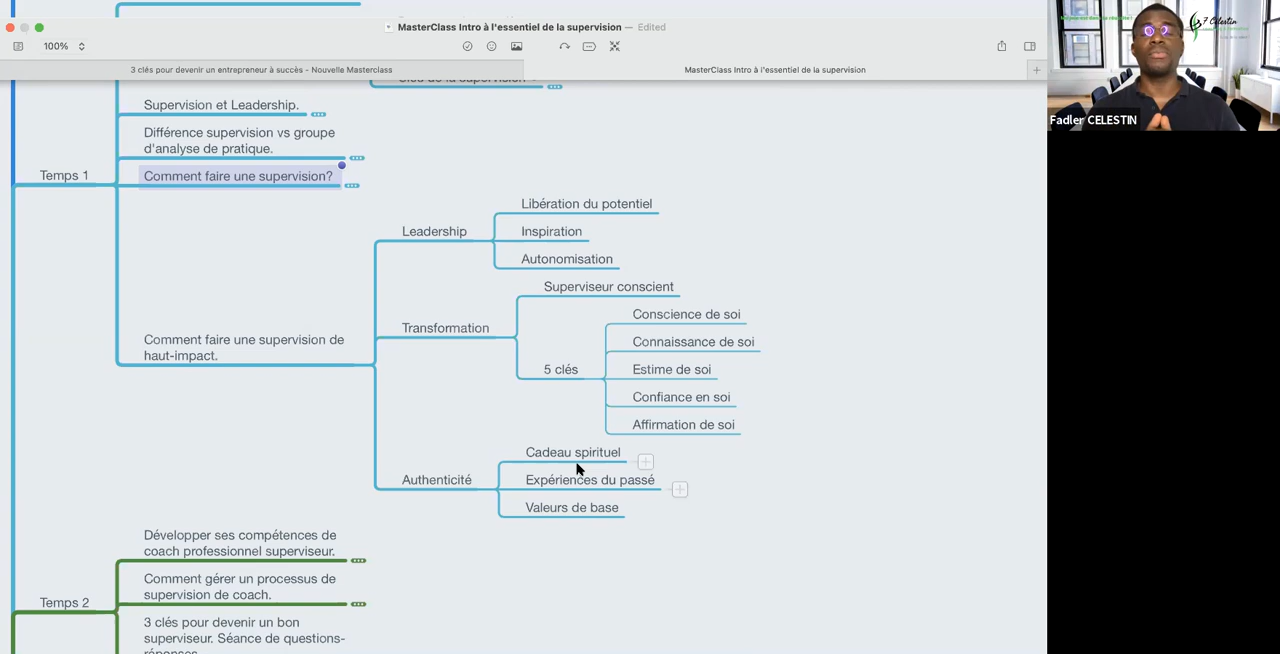 MasterClass Intro à l'essentiel de la supervision — Edited
100%
3 clés pour devenir un entrepreneur à succès - Nouvelle Masterclass
MasterClass Intro à l'essentiel de la supervision
Supervision et Leadership.
Différence supervision vs groupe
d'analyse de pratique.
Temps 1
Comment faire une supervision?
Libération du potentiel
Leadership
Inspiration
Autonomisation
Superviseur conscient
Conscience de soi
Transformation
Connaissance de soi
Comment faire une supervision de
haut-impact.
5 clés
Estime de soi
Confiance en soi
Affirmation de soi
Cadeau spirituel
Authenticité
Expériences du passé
Valeurs de base
Développer ses compétences de
coach professionnel superviseur.
Comment gérer un processus de
supervision de coach.
Temps 2
3 clés pour devenir un bon
superviseur. Séance de questions-
réponses.
Fadler CELESTIN
7 Célestin